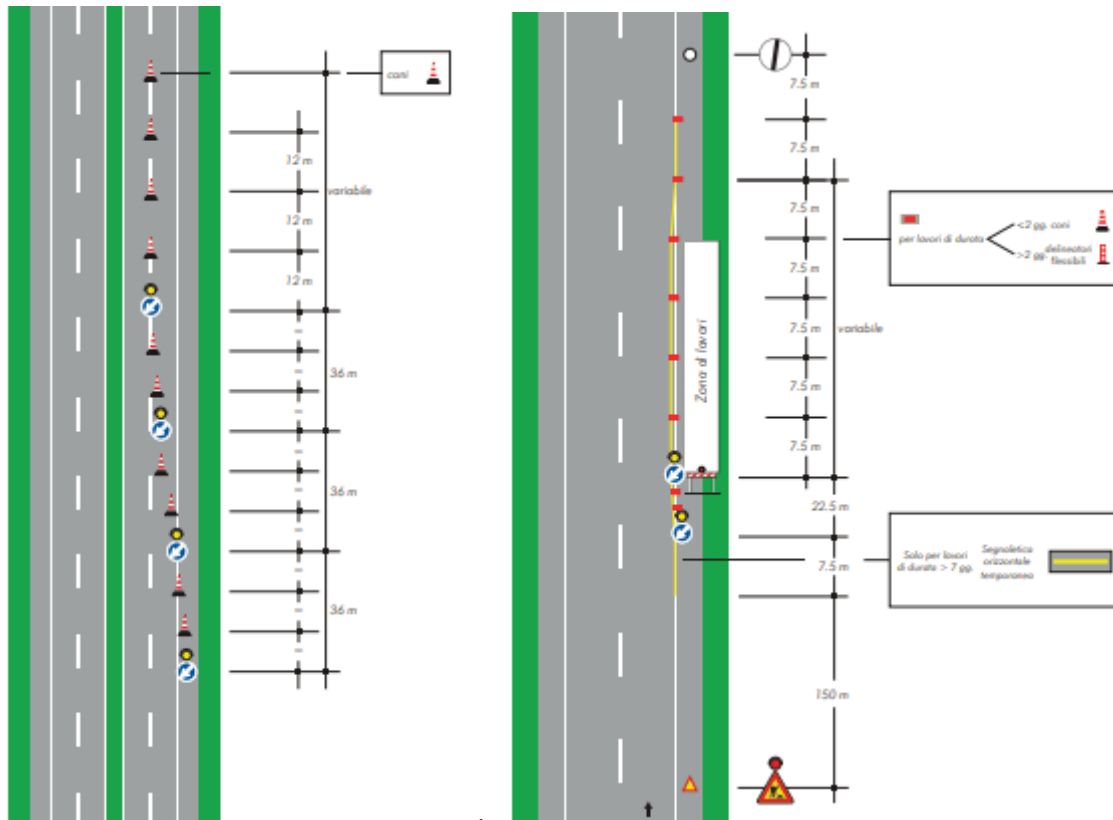 coni
12 m
variabile
12 m
12 m
36 m
36 m
36 m
7.5 m
7.5 m
7.5 m
7.5 m
7.5 m
variabile
7.5 m
7.5 m
22.5 m
7.5 m
150 m
Zona di lavori
per lavori di durata
<2 gg. coni
>2 gg. delineatori
flessibili
Solo per lavori
di durata > 7 gg.
Segnaletica
orizzontale
temporanea